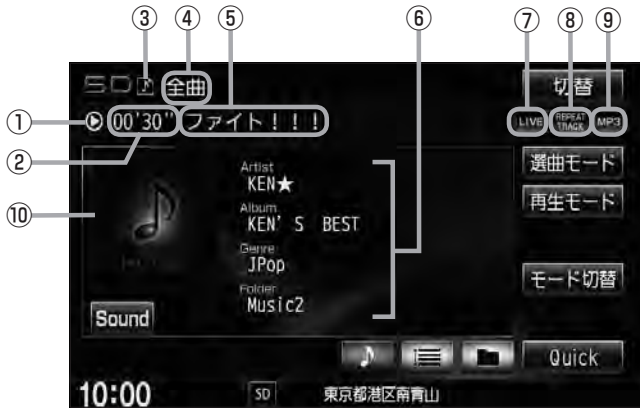 ③ ④ ⑤ ⑥ ⑦ ⑧ ⑨
SD 全曲 切替
① 00'30" ファイト!!! LIVE REPEAT TRACK MP3
②
⑩
Artist
KEN★
Album
KEN'S BEST
Genre
JPop
Folder
Music2
選曲モード
再生モード
モード切替
Sound
Quick
10:00 SD 東京都港区南青山